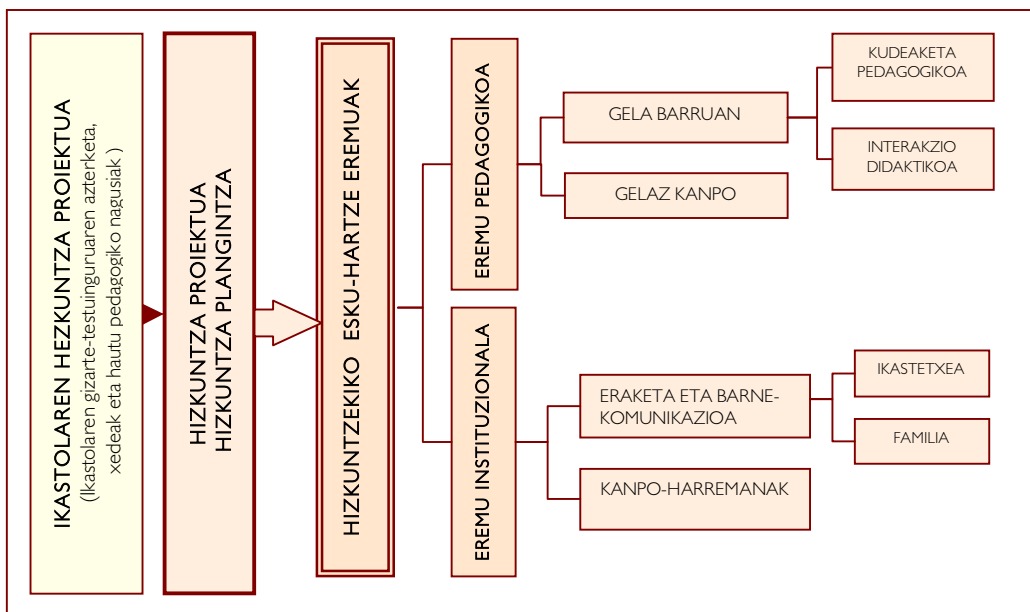 IKASTOLAREN HEZKUNTZA PROIEKTUA
(Ikastolaren gizarte-testuinguruaren azterketa,
xedeak eta hautu pedagogiko nagusiak )
HIZKUNTZA PROIEKTUA
HIZKUNTZA PLANGINTZA
HIZKUNTZEKIKO ESKU-HARTZE EREMUAK
EREMU PEDAGOGIKOA
GELA BARRUAN
KUDEAKETA
PEDAGOGIKOA
INTERAKZIO
DIDAKTIKOA
GELAZ KANPO
EREMU INSTITUZIONALA
ERAKETA ETA BARNE-
KOMUNIKAZIOA
IKASTETXEA
FAMILIA
KANPO-HARREMANAK